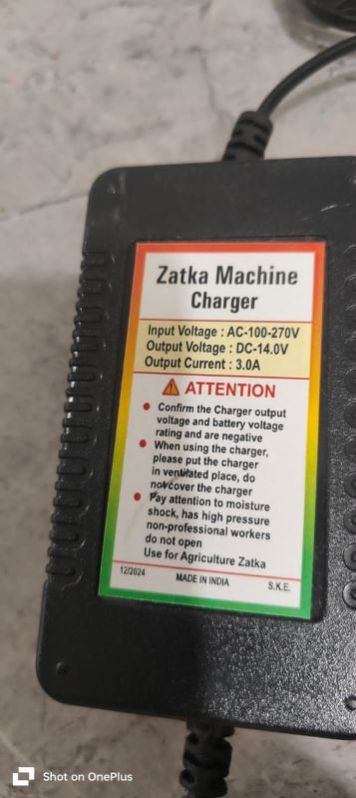 Zatka Machine
Charger
Input Voltage : AC-100-270V
Output Voltage : DC-14.0V
Output Current : 3.0A
ATTENTION
Confirm the Charger output
voltage and battery voltage
rating and are negative
When using the charger,
please put the charger
in ventilated place, do
not cover the charger
Pay attention to moisture
shock, has high pressure
non-professional workers
do not open
Use for Agriculture Zatka
12/2024 MADE IN INDIA S.K.E.
Shot on OnePlus